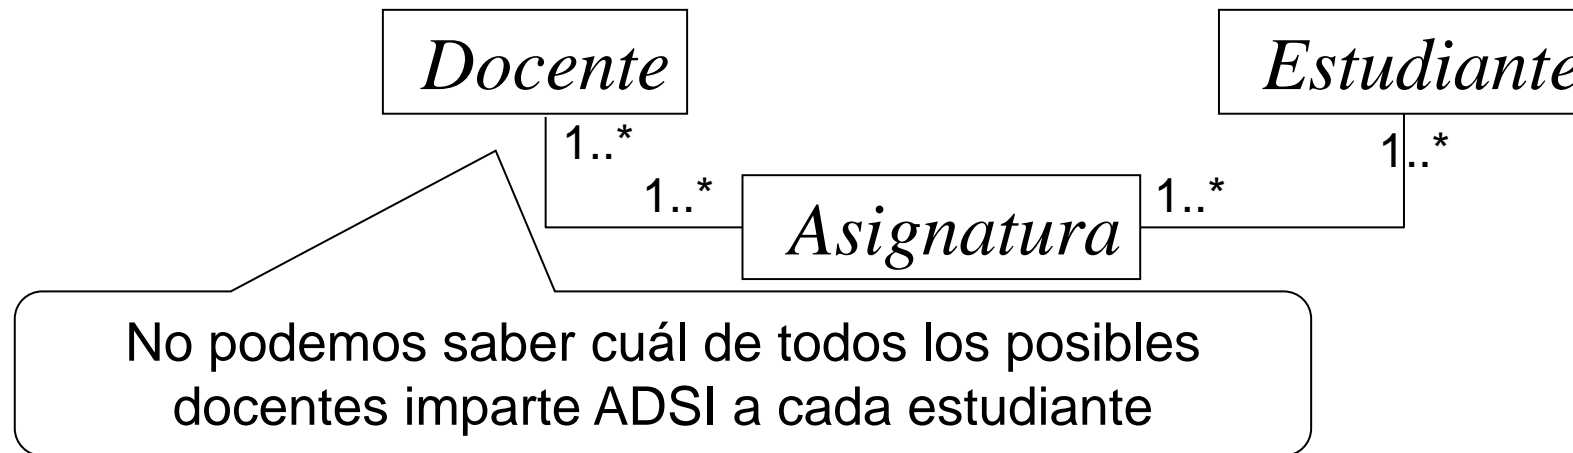 Docente
Estudiante
1..*
1..*
1..*
1..*
Asignatura
No podemos saber cuál de todos los posibles
docentes imparte ADSI a cada estudiante